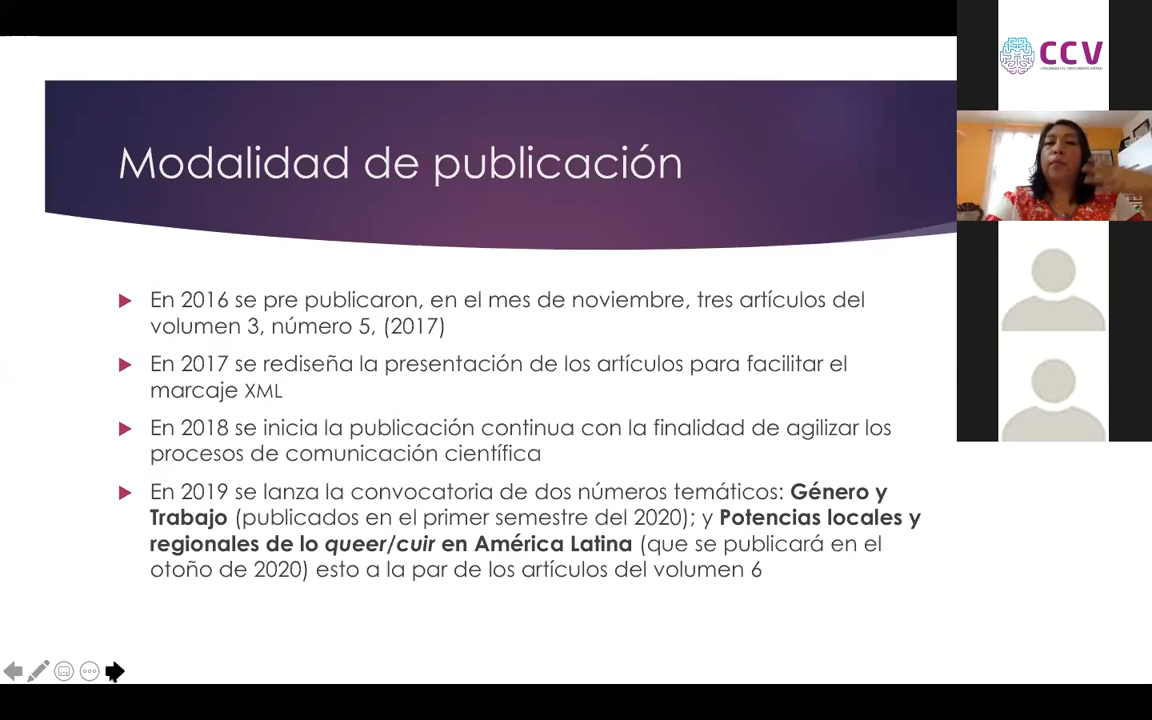 Modalidad de publicación
En 2016 se pre publicaron, en el mes de noviembre, tres artículos del
volumen 3, número 5, (2017)
En 2017 se rediseña la presentación de los artículos para facilitar el
marcaje XML
En 2018 se inicia la publicación continua con la finalidad de agilizar los
procesos de comunicación científica
En 2019 se lanza la convocatoria de dos números temáticos: Género y
Trabajo (publicados en el primer semestre del 2020); y Potencias locales y
regionales de lo queer/cuir en América Latina (que se publicará en el
otoño de 2020) esto a la par de los artículos del volumen 6
CCV